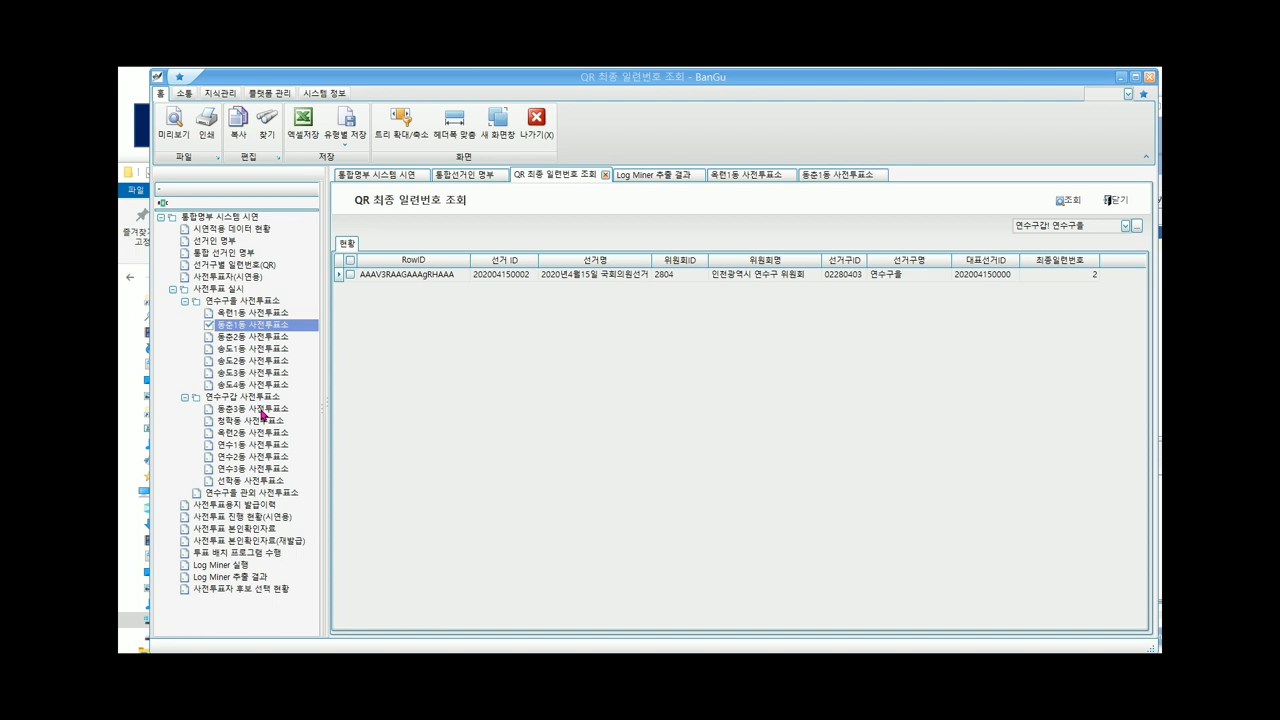 QR 최종 일련번호 조회 - BanGu
홈 소통 지식관리 플랫폼 관리 시스템 정보
미리보기 인쇄 복사 찾기 엑셀저장 유형별 저장 트리 확대/축소 헤더폭 맞춤 새 화면창 나가기(X)
파일 편집 저장 화면
통합명부 시스템 시연 통합선거인 명부 QR 최종 일련번호 조회 Log Miner 추출 결과 옥련1동 사전투표소 동춘1동 사전투표소
파일
즐겨찾
고정
QR 최종 일련번호 조회
조회 닫기
연수구갑! 연수구을
현황
RowID 선거 ID 선거명 위원회ID 위원회명 선거구ID 선거구명 대표선거ID 최종일련번호
AAAV3RAAGAAAgRHAAA 202004150002 2020년4월15일 국회의원선거 2804 인천광역시 연수구 위원회 02280403 연수구을 202004150000 2
통합명부 시스템 시연
시연적용 데이터 현황
선거인 명부
통합 선거인 명부
선거구별 일련번호(QR)
사전투표자(시연용)
사전투표 실시
연수구을 사전투표소
옥련1동 사전투표소
동춘1동 사전투표소
동춘2동 사전투표소
송도1동 사전투표소
송도2동 사전투표소
송도3동 사전투표소
송도4동 사전투표소
연수구갑 사전투표소
동춘3동 사전투표소
청학동 사전투표소
옥련2동 사전투표소
연수1동 사전투표소
연수2동 사전투표소
연수3동 사전투표소
선학동 사전투표소
연수구을 관외 사전투표소
사전투표용지 발급이력
사전투표 진행 현황(시연용)
사전투표 본인확인자료
사전투표 본인확인자료(재발급)
투표 배치 프로그램 수행
Log Miner 실행
Log Miner 추출 결과
사전투표자 후보 선택 현황